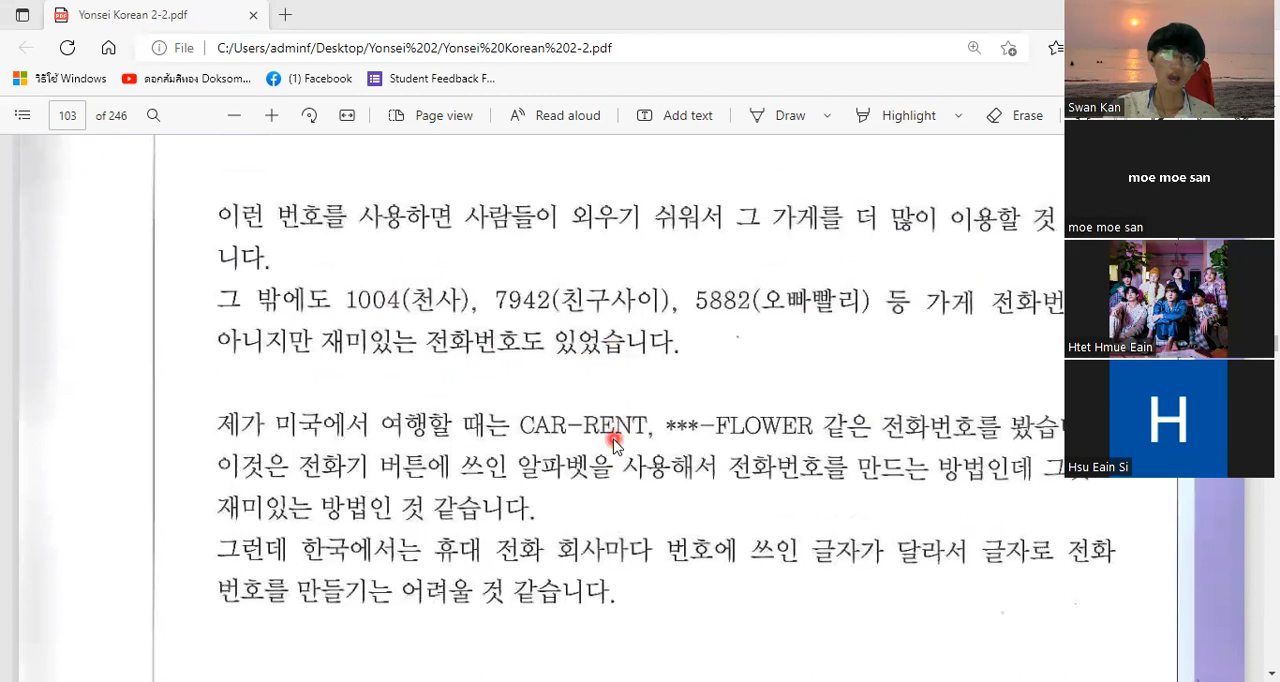 Yonsei Korean 2-2.pdf
File C:/Users/adminf/Desktop/Yonsei%202/Yonsei%20Korean%202-2.pdf
วิธีใช้ Windows ดอกส้มสีทอง Doksom... (1) Facebook Student Feedback F...
103 of 246 Page view Read aloud Add text Draw Highlight Erase
이런 번호를 사용하면 사람들이 외우기 쉬워서 그 가게를 더 많이 이용할 것
니다.
그 밖에도 1004(천사), 7942(친구사이), 5882(오빠빨리) 등 가게 전화번
아니지만 재미있는 전화번호도 있었습니다.
제가 미국에서 여행할 때는 CAR-RENT, ***-FLOWER 같은 전화번호를 봤습
이것은 전화기 버튼에 쓰인 알파벳을 사용해서 전화번호를 만드는 방법인데
재미있는 방법인 것 같습니다.
그런데 한국에서는 휴대 전화 회사마다 번호에 쓰인 글자가 달라서 글자로 전화
번호를 만들기는 어려울 것 같습니다.
Swan Kan
moe moe san
moe moe san
Htet Hmue Eain
H
Hsu Eain Si